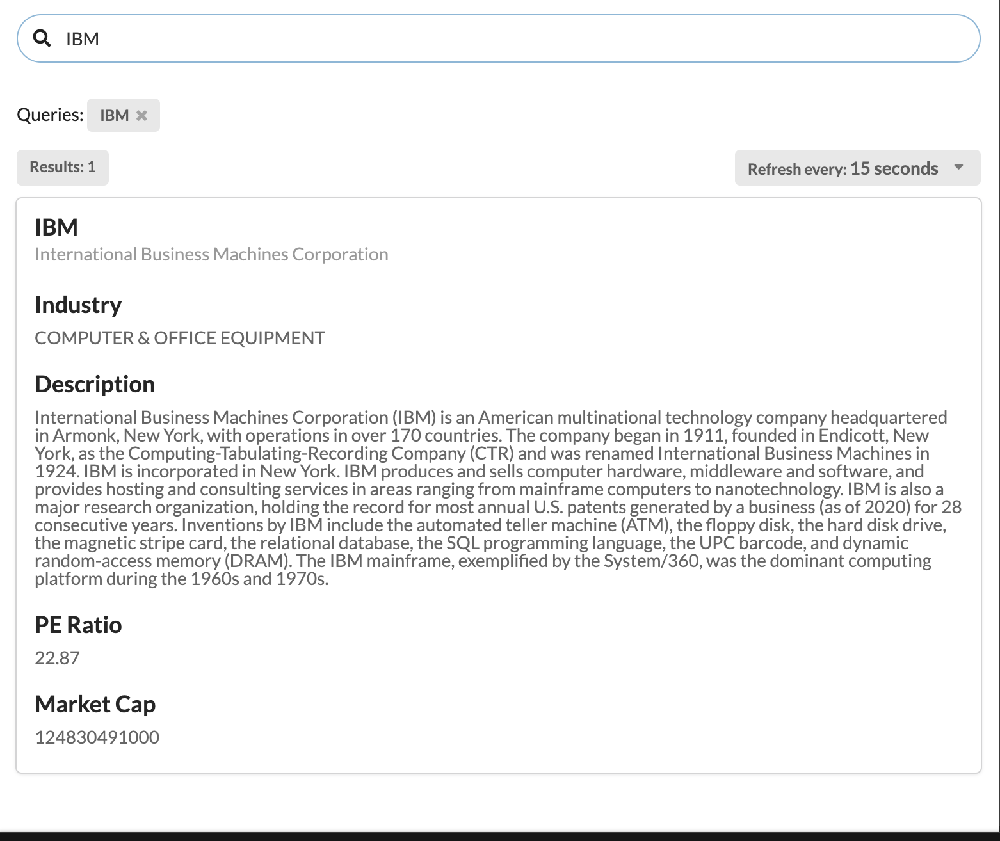 IBM
Queries: IBM
Results: 1
Refresh every: 15 seconds
IBM
International Business Machines Corporation
Industry
COMPUTER & OFFICE EQUIPMENT
Description
International Business Machines Corporation (IBM) is an American multinational technology company headquartered
in Armonk, New York, with operations in over 170 countries. The company began in 1911, founded in Endicott, New
York, as the Computing-Tabulating-Recording Company (CTR) and was renamed International Business Machines in
1924. IBM is incorporated in New York. IBM produces and sells computer hardware, middleware and software, and
provides hosting and consulting services in areas ranging from mainframe computers to nanotechnology. IBM is also a
major research organization, holding the record for most annual U.S. patents generated by a business (as of 2020) for 28
consecutive years. Inventions by IBM include the automated teller machine (ATM), the floppy disk, the hard disk drive,
the magnetic stripe card, the relational database, the SQL programming language, the UPC barcode, and dynamic
random-access memory (DRAM). The IBM mainframe, exemplified by the System/360, was the dominant computing
platform during the 1960s and 1970s.
PE Ratio
22.87
Market Cap
124830491000